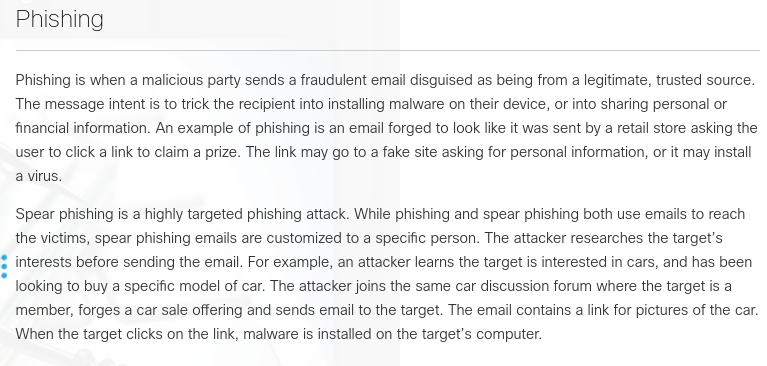 Phishing
Phishing is when a malicious party sends a fraudulent email disguised as being from a legitimate, trusted source.
The message intent is to trick the recipient into installing malware on their device, or into sharing personal or
financial information. An example of phishing is an email forged to look like it was sent by a retail store asking the
user to click a link to claim a prize. The link may go to a fake site asking for personal information, or it may install
a virus.
Spear phishing is a highly targeted phishing attack. While phishing and spear phishing both use emails to reach
the victims, spear phishing emails are customized to a specific person. The attacker researches the target's
interests before sending the email. For example, an attacker learns the target is interested in cars, and has been
looking to buy a specific model of car. The attacker joins the same car discussion forum where the target is a
member, forges a car sale offering and sends email to the target. The email contains a link for pictures of the car.
When the target clicks on the link, malware is installed on the target's computer.